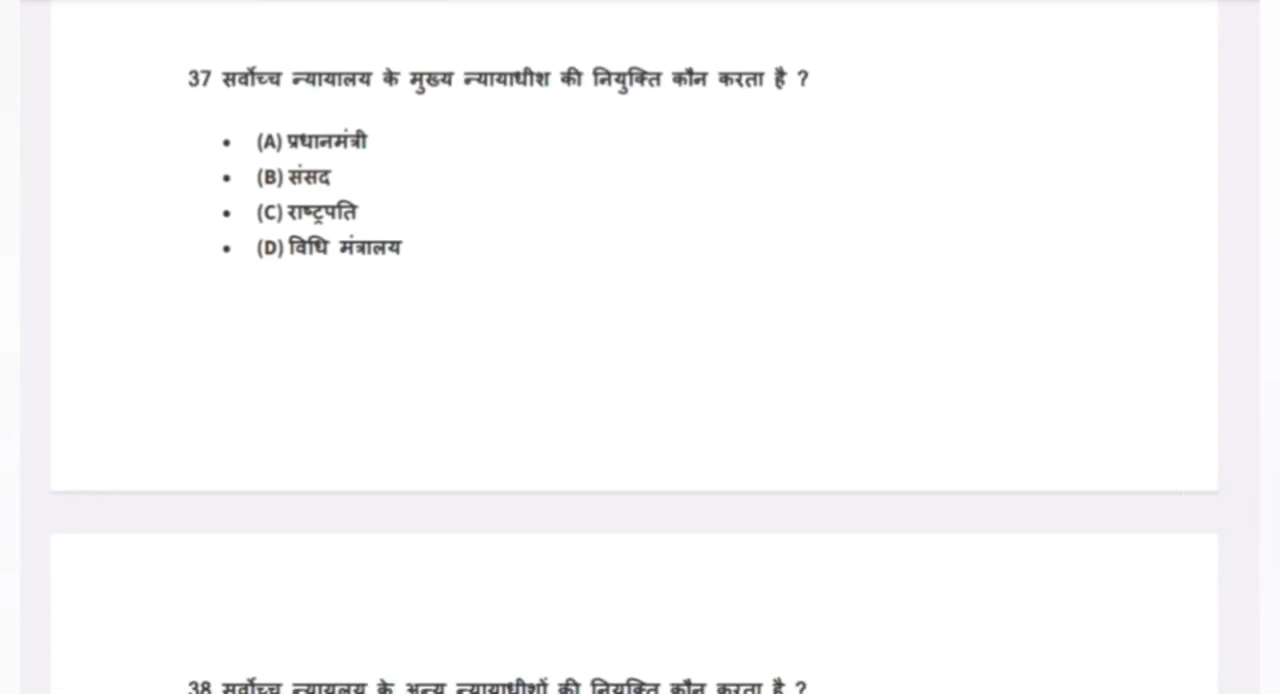 37 सर्वोच्च न्यायालय के मुख्य न्यायाधीश की नियुक्ति कौन करता है ?
• (A) प्रधानमंत्री
• (B) संसद
• (C) राष्ट्रपति
• (D) विधि मंत्रालय
38 सर्वोच्च न्यायलय के अन्य न्यायाधीशों की नियुक्ति कौन करता है ?